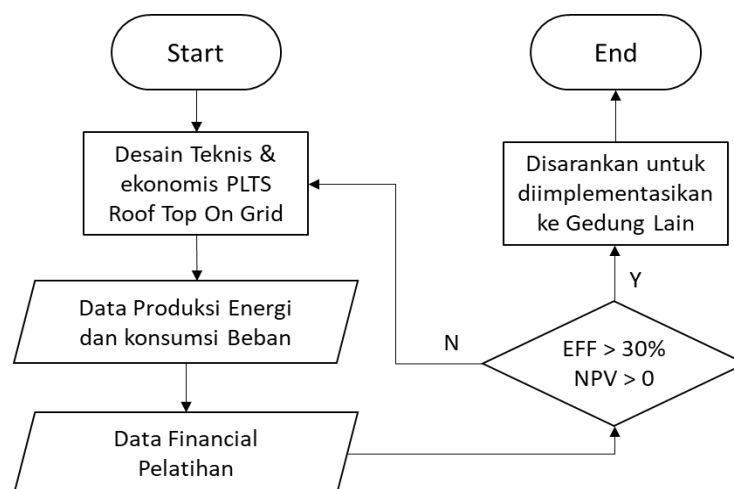 Start
Desain Teknis &
ekonomis PLTS
Roof Top On Grid
Data Produksi Energi
dan konsumsi Beban
Data Financial
Pelatihan
EFF > 30%
NPV > 0
N
Y
Disarankan untuk
diimplementasikan
ke Gedung Lain
End